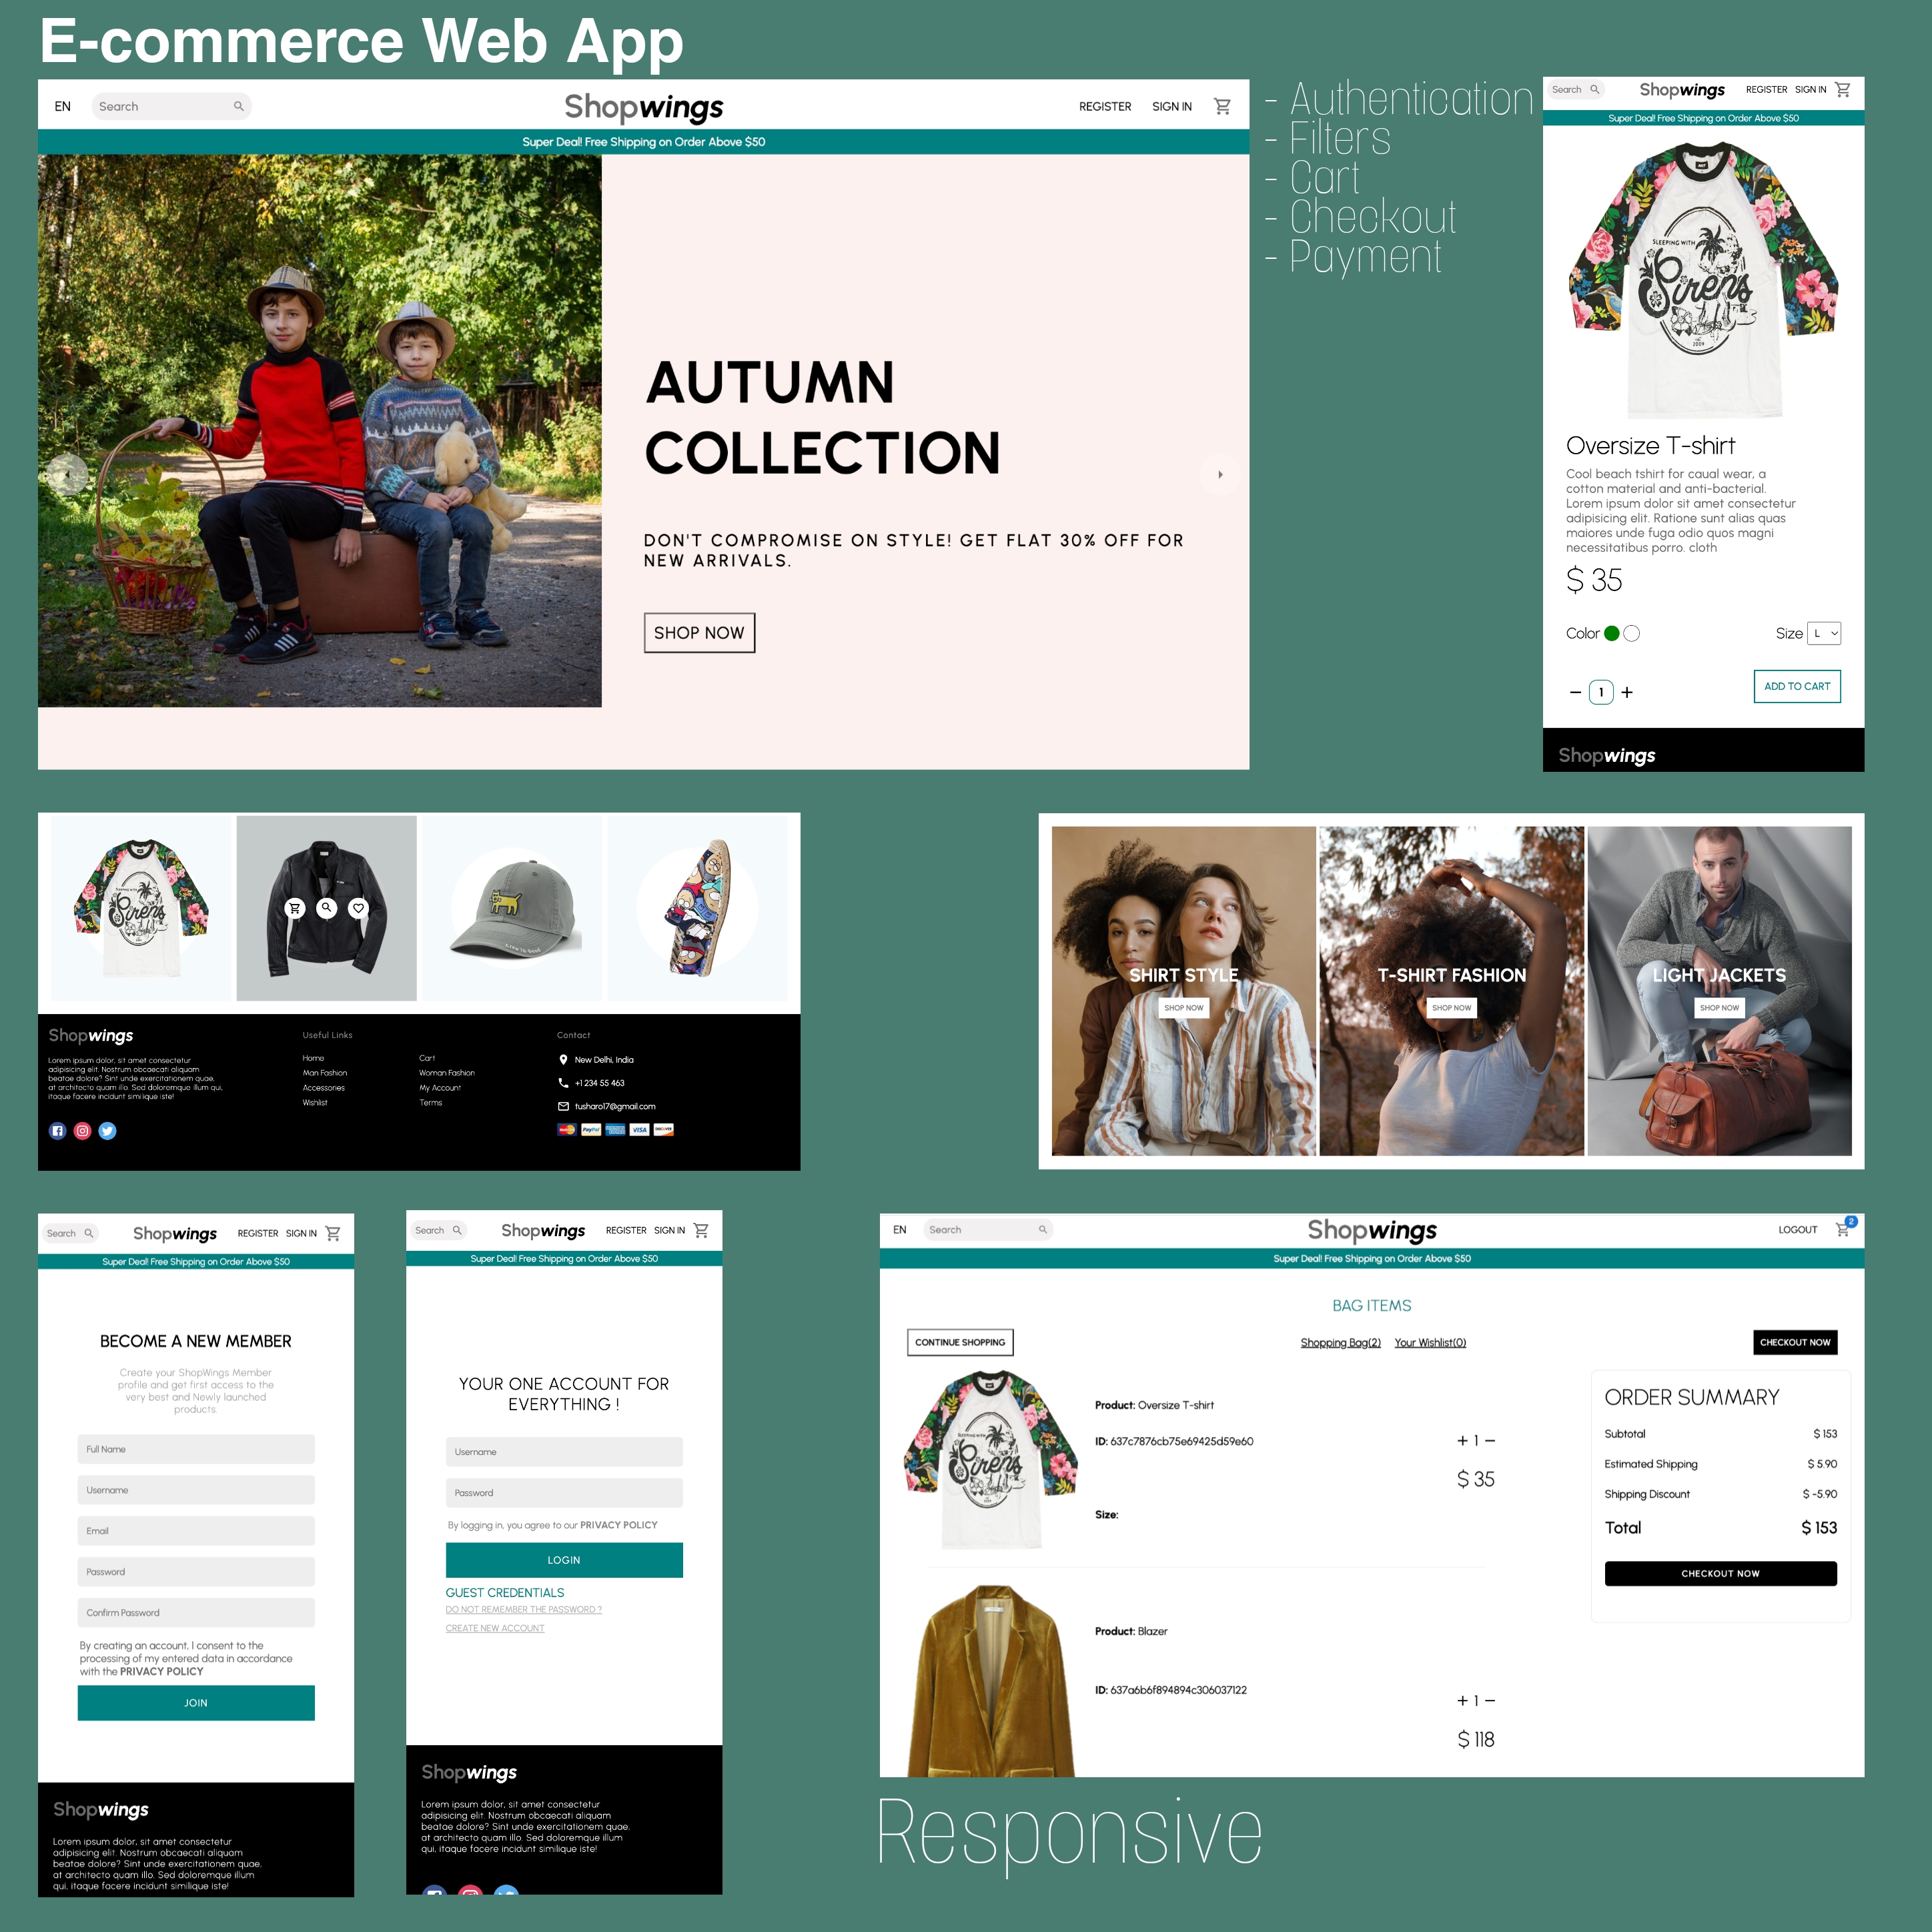 E-commerce Web App
EN
Search
Shopwings
REGISTER
SIGN IN
Super Deal! Free Shipping on Order Above $50
AUTUMN
COLLECTION
DON'T COMPROMISE ON STYLE! GET FLAT 30% OFF FOR
NEW ARRIVALS.
SHOP NOW
- Authentication
- Filters
- Cart
- Checkout
- Payment
Search
Shopwings
REGISTER SIGN IN
Super Deal! Free Shipping on Order Above $50
SLEEPING WITH
Sirens
2009
Oversize T-shirt
Cool beach tshirt for caual wear, a
cotton material and anti-bacterial.
Lorem ipsum dolor sit amet consectetur
adipisicing elit. Ratione sunt alias quas
maiores unde fuga odio quos magni
necessitatibus porro. cloth
$ 35
Color
Size L
1
ADD TO CART
Shopwings
SLEEPING WITH
Sirens
Shopwings
Lorem ipsum dolor, sit amet consectetur
adipisicing elit. Nostrum obcaecati aliquam
beatae dolore? Sint unde exercitationem quae,
at architecto quam illo. Sed doloremque illum qui,
itaque facere incidunt similique iste!
Useful Links
Home
Man Fashion
Accessories
Wishlist
Cart
Woman Fashion
My Account
Terms
Contact
New Delhi, India
+1 234 55 463
tusharo17@gmail.com
MasterCard PayPal VISA DISCOVER
SHIRT STYLE
SHOP NOW
T-SHIRT FASHION
SHOP NOW
LIGHT JACKETS
SHOP NOW
Search
Shopwings
REGISTER SIGN IN
Super Deal! Free Shipping on Order Above $50
BECOME A NEW MEMBER
Create your ShopWings Member
profile and get first access to the
very best and Newly launched
products.
Full Name
Username
Email
Password
Confirm Password
By creating an account, I consent to the
processing of my entered data in accordance
with the PRIVACY POLICY
JOIN
Shopwings
Lorem ipsum dolor, sit amet consectetur
adipisicing elit. Nostrum obcaecati aliquam
beatae dolore? Sint unde exercitationem quae,
at architecto quam illo. Sed doloremque illum
qui, itaque facere incidunt similique iste!
Search
Shopwings
REGISTER SIGN IN
Super Deal! Free Shipping on Order Above $50
YOUR ONE ACCOUNT FOR
EVERYTHING !
Username
Password
By logging in, you agree to our PRIVACY POLICY
LOGIN
GUEST CREDENTIALS
DO NOT REMEMBER THE PASSWORD ?
CREATE NEW ACCOUNT
Shopwings
Lorem ipsum dolor, sit amet consectetur
adipisicing elit. Nostrum obcaecati aliquam
beatae dolore? Sint unde exercitationem quae,
at architecto quam illo. Sed doloremque illum
qui, itaque facere incidunt similique iste!
EN
Search
Shopwings
LOGOUT
2
Super Deal! Free Shipping on Order Above $50
BAG ITEMS
CONTINUE SHOPPING
Shopping Bag(2)
Your Wishlist(0)
CHECKOUT NOW
SLEEPING WITH
Sirens
Product: Oversize T-shirt
ID: 637c7876cb75e69425d59e60
Size:
+ 1 −
$ 35
Product: Blazer
ID: 637a6b6f894894c306037122
+ 1 −
$ 118
ORDER SUMMARY
Subtotal $ 153
Estimated Shipping $ 5.90
Shipping Discount $ -5.90
Total $ 153
CHECKOUT NOW
Responsive